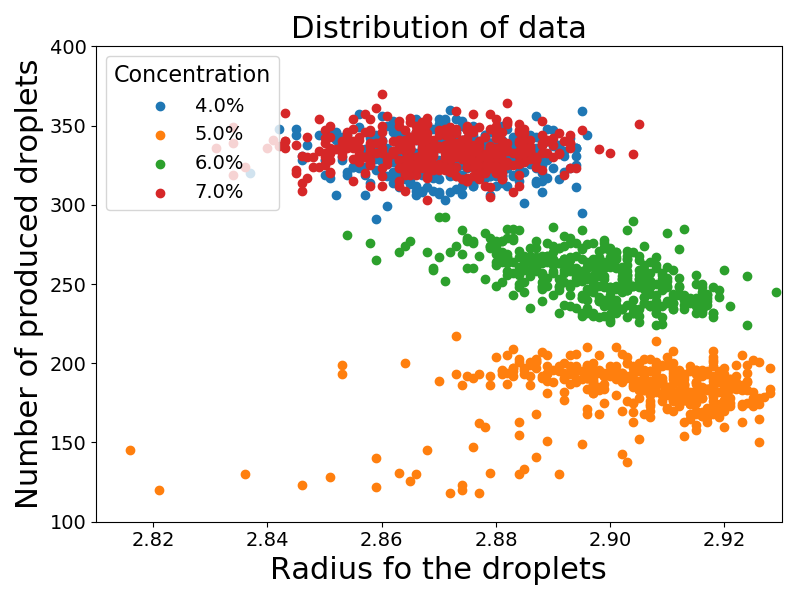 Distribution of data
Number of produced droplets
400
350
300
250
200
150
100
Concentration
4.0%
5.0%
6.0%
7.0%
2.82 2.84 2.86 2.88 2.90 2.92
Radius fo the droplets